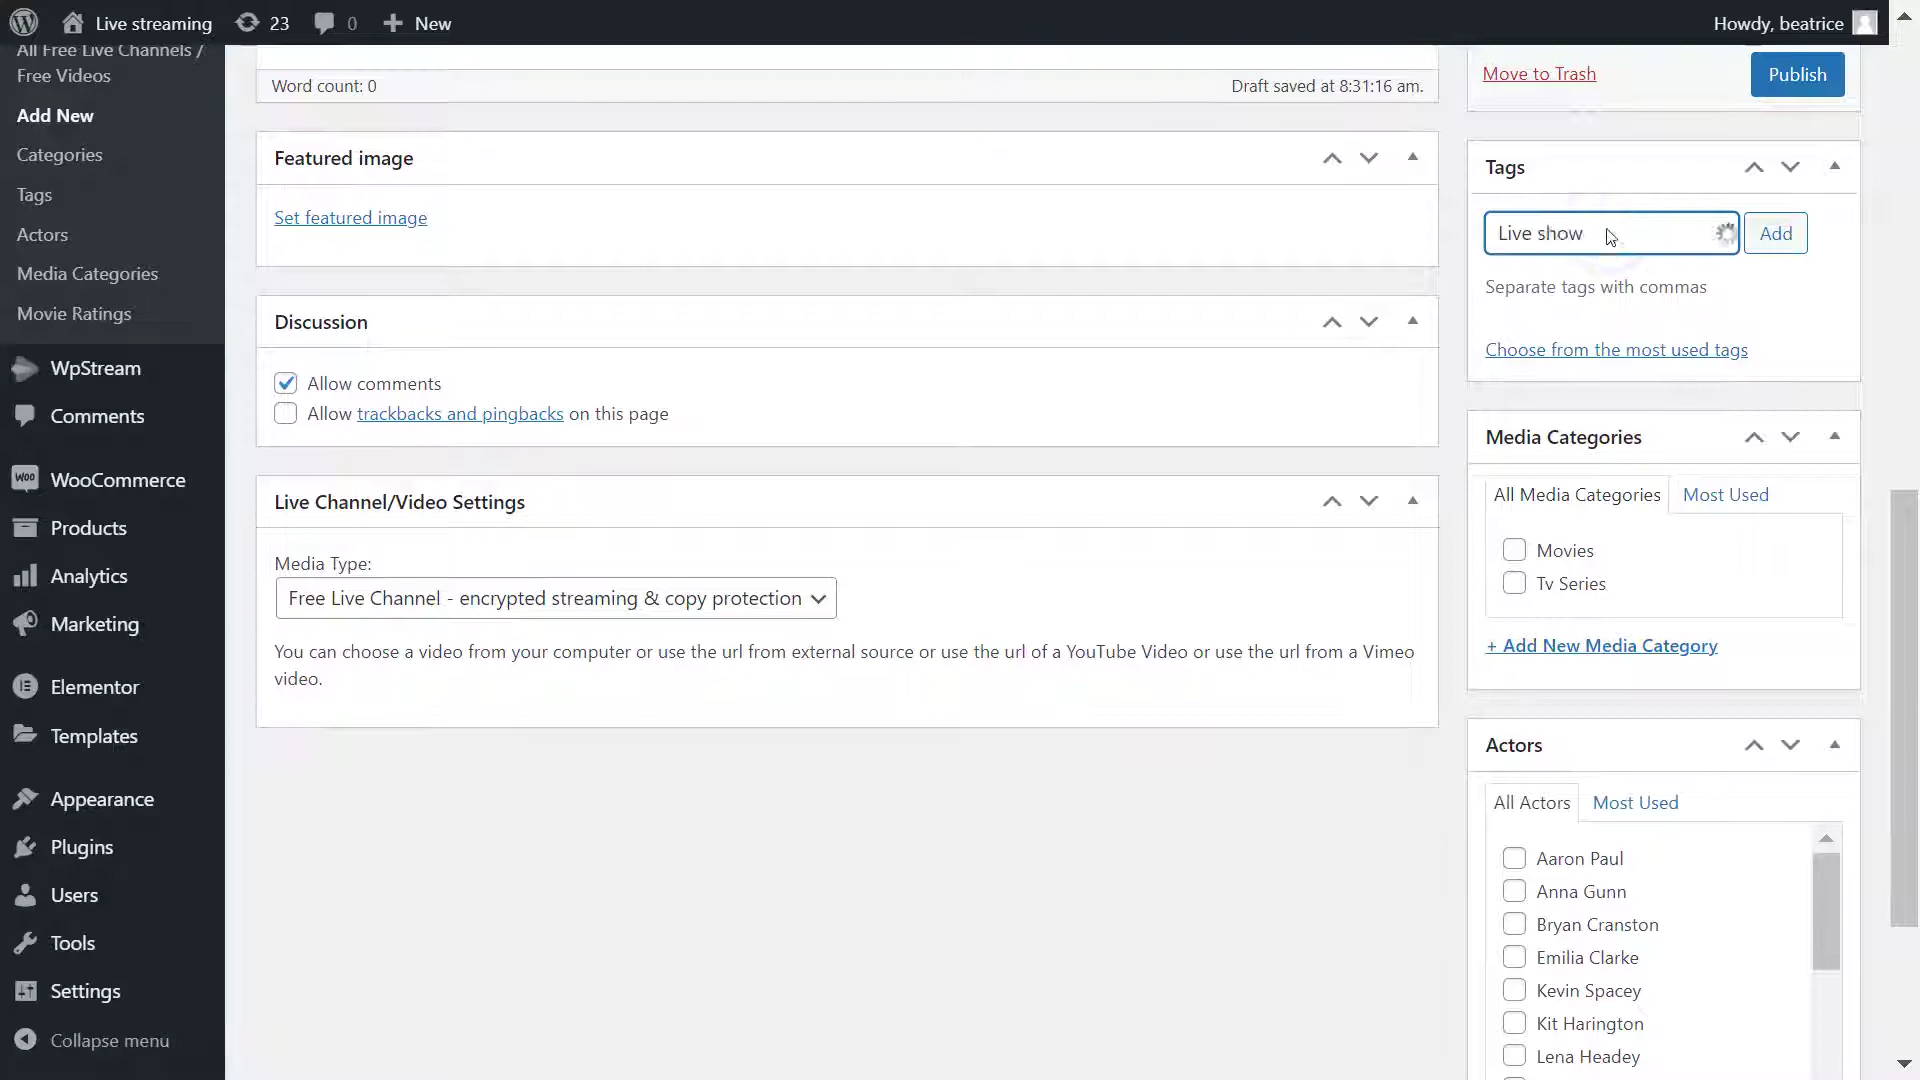 Live streaming
23
0
New
Howdy, beatrice
All Free Live Channels /
Free Videos
Add New
Categories
Tags
Actors
Media Categories
Movie Ratings
WpStream
Comments
WooCommerce
Products
Analytics
Marketing
Elementor
Templates
Appearance
Plugins
Users
Tools
Settings
Collapse menu
Word count: 0
Draft saved at 8:31:16 am.
Featured image
Set featured image
Discussion
Allow comments
Allow trackbacks and pingbacks on this page
Live Channel/Video Settings
Media Type:
Free Live Channel - encrypted streaming & copy protection
You can choose a video from your computer or use the url from external source or use the url of a YouTube Video or use the url from a Vimeo
video.
Move to Trash
Publish
Tags
Live show
Add
Separate tags with commas
Choose from the most used tags
Media Categories
All Media Categories
Most Used
Movies
Tv Series
+ Add New Media Category
Actors
All Actors
Most Used
Aaron Paul
Anna Gunn
Bryan Cranston
Emilia Clarke
Kevin Spacey
Kit Harington
Lena Headey